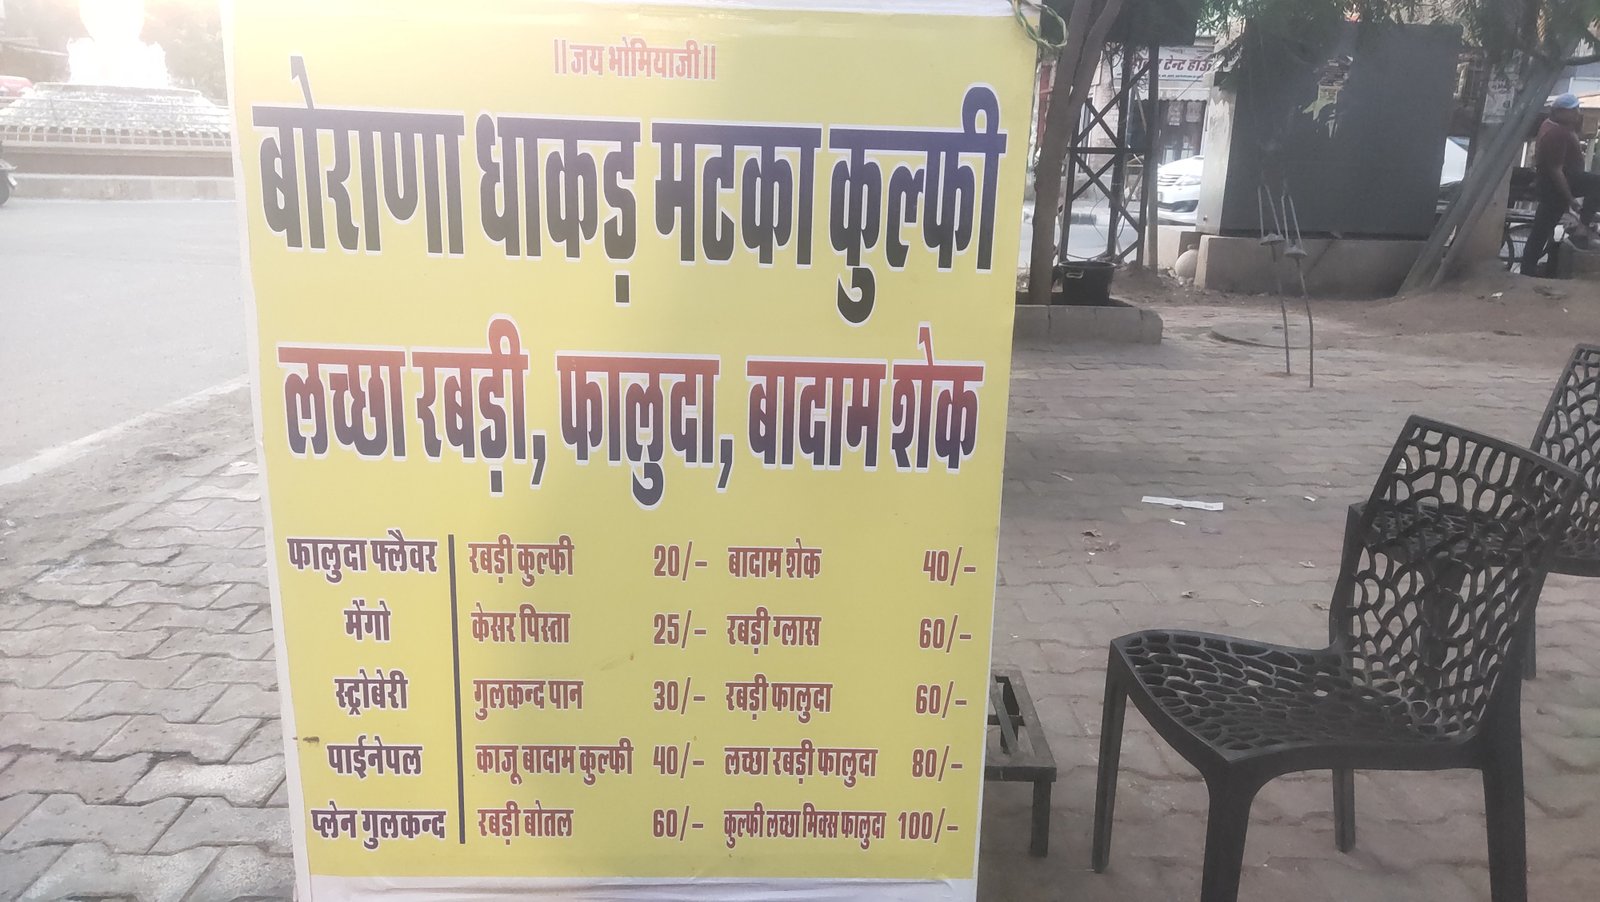 ॥जय भोमियाजी॥
बोराणा धाकड़ मटका कुल्फी
लच्छा रबड़ी, फालुदा, बादाम शेक
फालुदा फ्लैवर रबड़ी कुल्फी 20/- बादाम शेक 40/-
मेंगो केसर पिस्ता 25/- रबड़ी ग्लास 60/-
स्ट्रोबेरी गुलकन्द पान 30/- रबड़ी फालुदा 60/-
पाईनेपल काजू बादाम कुल्फी 40/- लच्छा रबड़ी फालुदा 80/-
प्लेन गुलकन्द रबड़ी बोतल 60/- कुल्फी लच्छा मिक्स फालुदा 100/-
टेन्ट हाउ